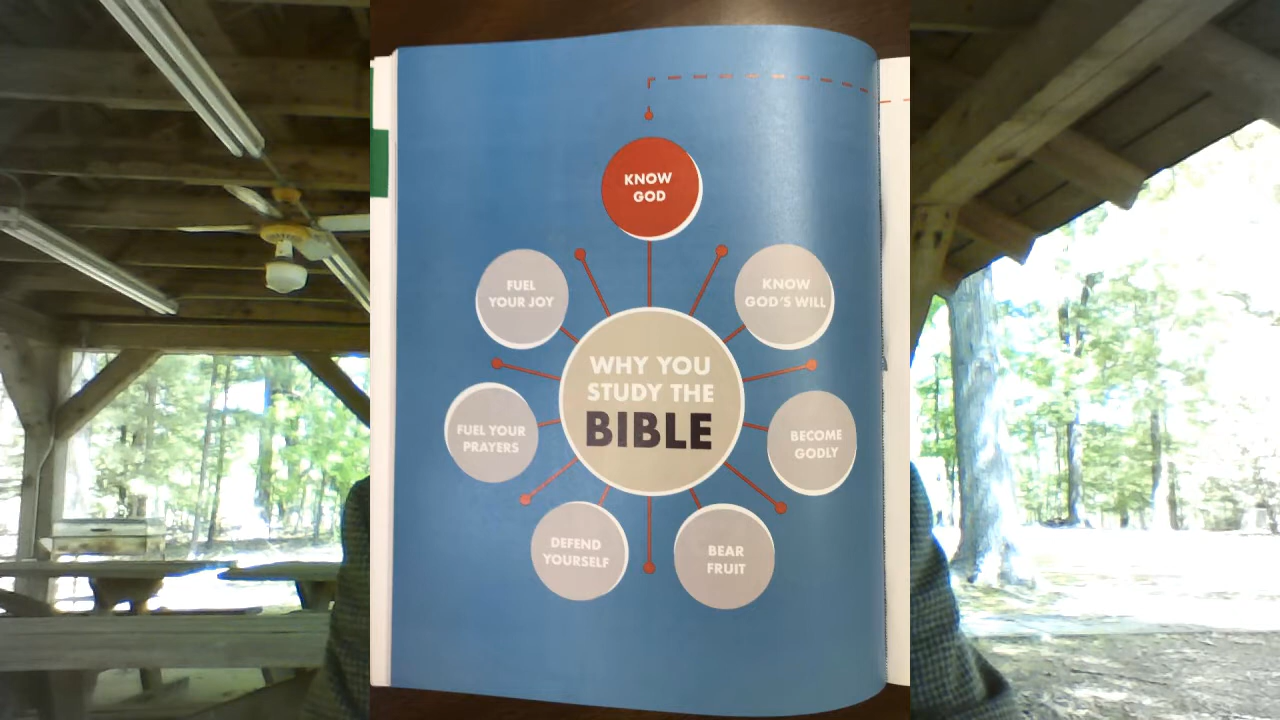 KNOW
GOD
FUEL
YOUR JOY
KNOW
GOD'S WILL
WHY YOU
STUDY THE
BIBLE
FUEL YOUR
PRAYERS
BECOME
GODLY
DEFEND
YOURSELF
BEAR
FRUIT